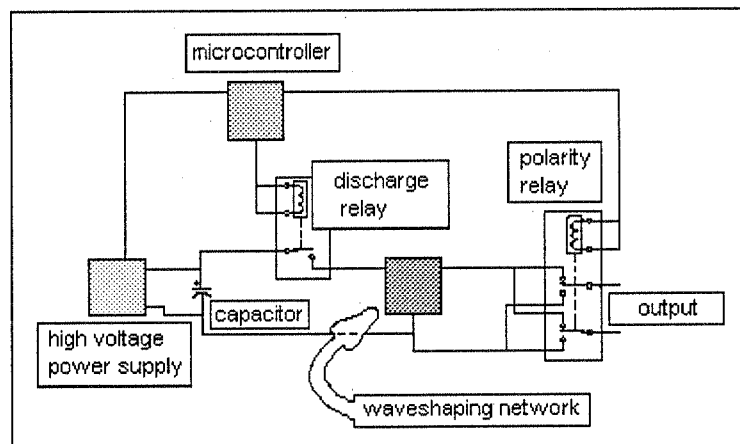 microcontroller
discharge
relay
polarity
relay
+
capacitor
output
high voltage
power supply
waveshaping network